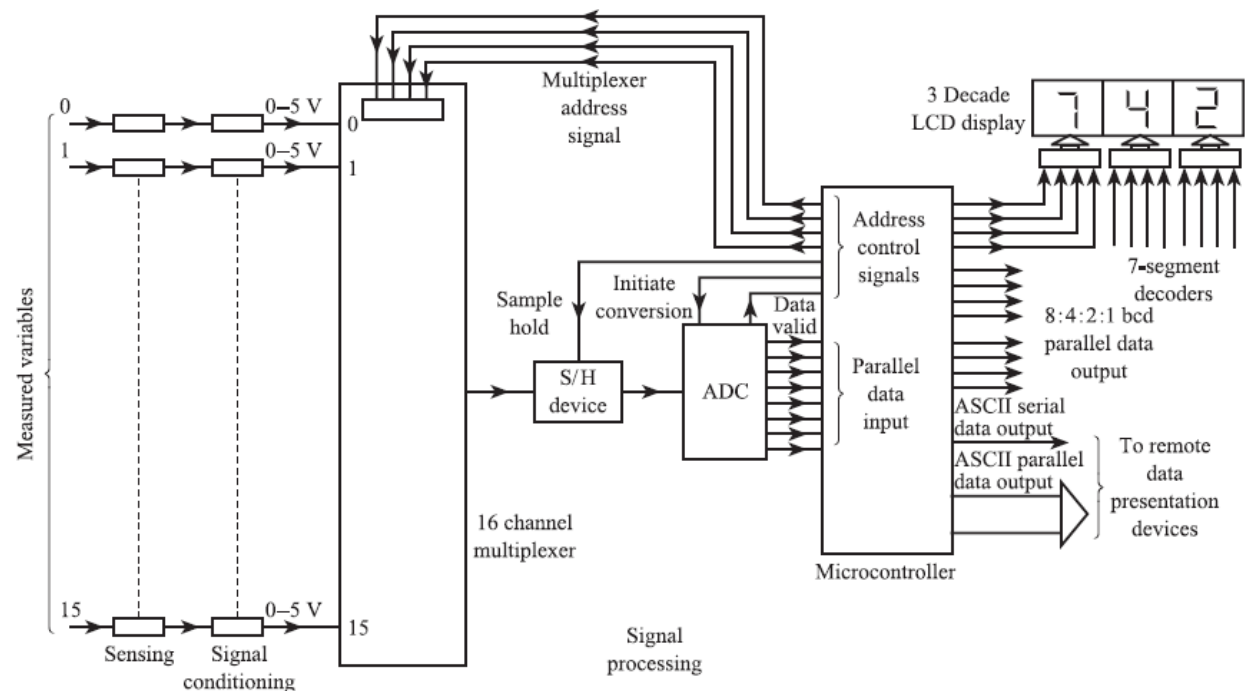 Multiplexer
address
signal
3 Decade
LCD display
7 4 2
0
0–5 V
0
1
0–5 V
1
Measured variables
Address
control
signals
7-segment
decoders
Initiate
conversion
Sample
hold
Data
valid
8:4:2:1 bcd
parallel data
output
S/H
device
ADC
Parallel
data
input
ASCII serial
data output
ASCII parallel
data output
To remote
data
presentation
devices
16 channel
multiplexer
Microcontroller
15
0–5 V
15
Sensing
Signal
conditioning
Signal
processing